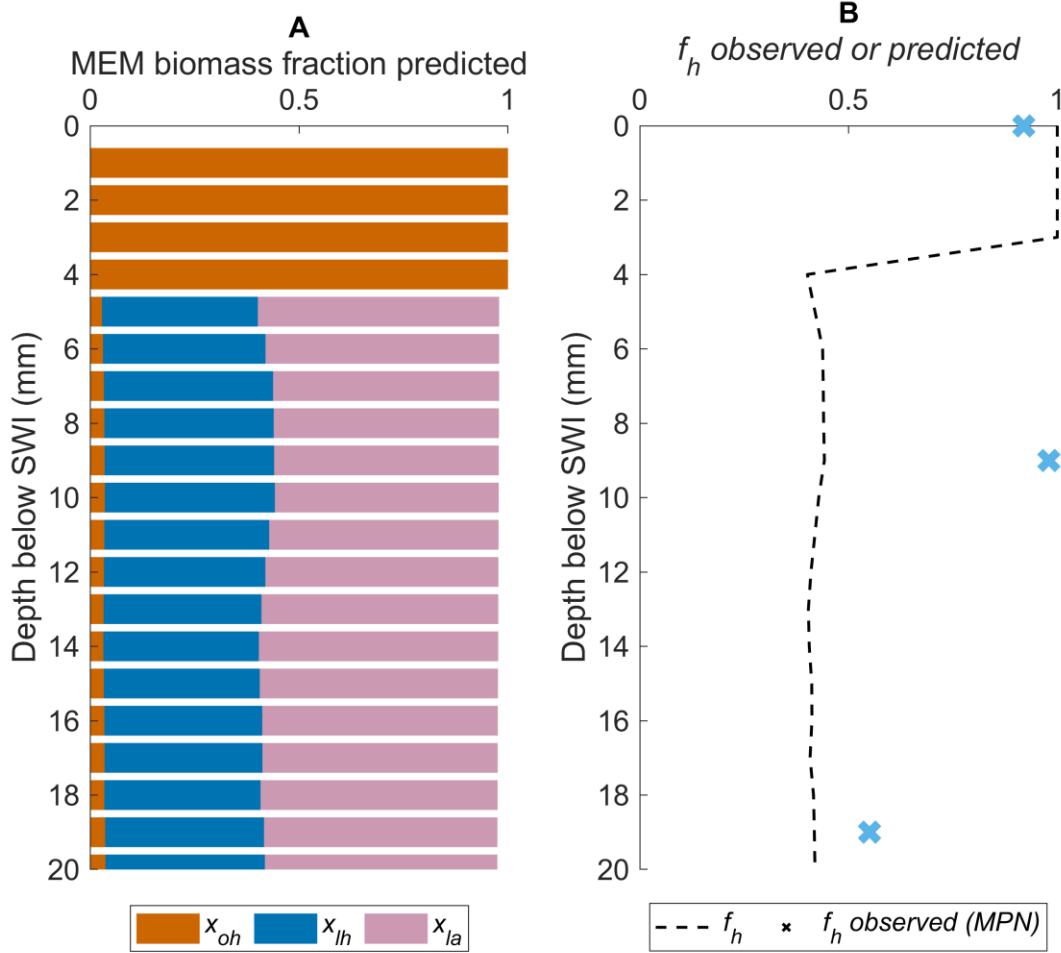 A
MEM biomass fraction predicted
0 0.5 1
0
2
4
6
8
10
12
14
16
18
20
Depth below SWI (mm)
x_oh x_lh x_la
B
f_h observed or predicted
0 0.5 1
0
2
4
6
8
10
12
14
16
18
20
Depth below SWI (mm)
f_h f_h observed (MPN)